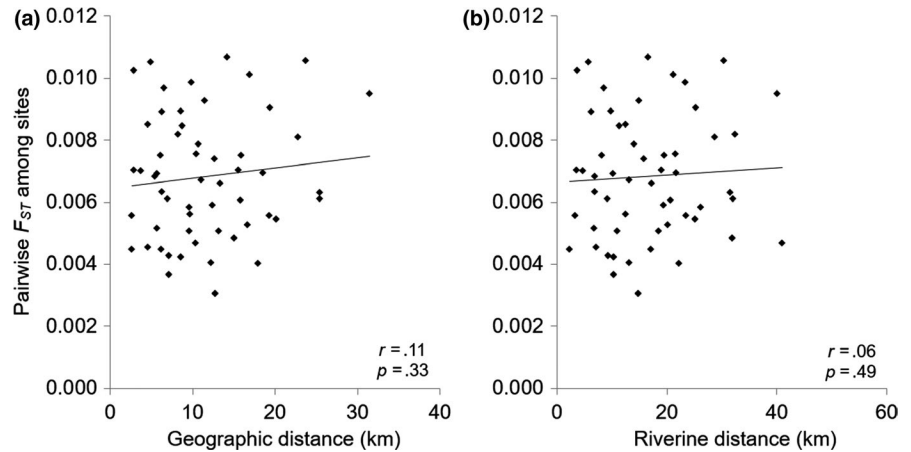 (a)
Pairwise FST among sites
0.012
0.010
0.008
0.006
0.004
0.002
0.000
r = .11
p = .33
0 10 20 30 40
Geographic distance (km)
(b)
0.012
0.010
0.008
0.006
0.004
0.002
0.000
r = .06
p = .49
0 20 40 60
Riverine distance (km)